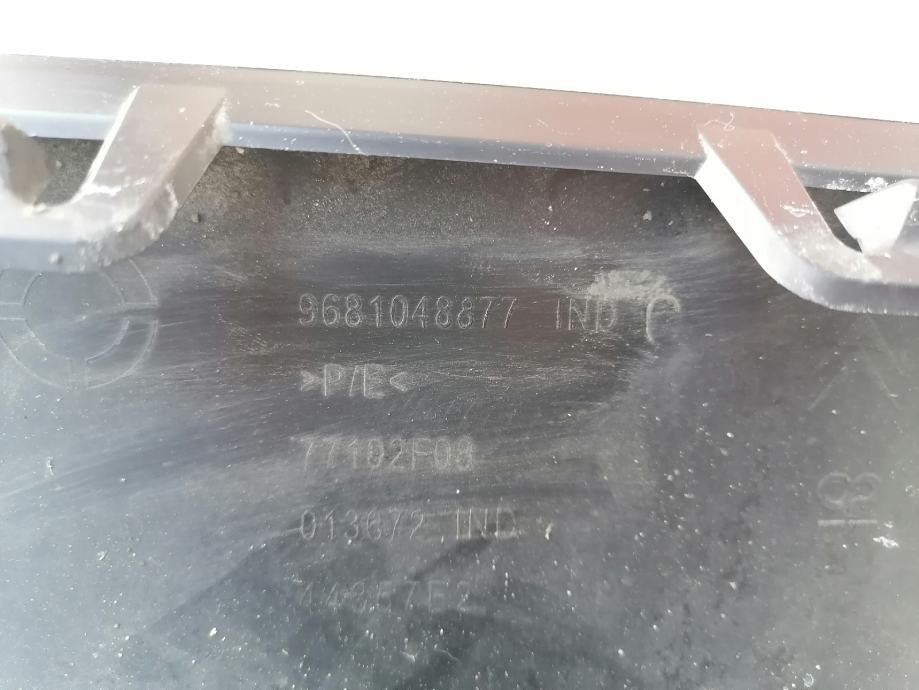 9681048877 IND C
>P/E<
77102F08
013672 IND